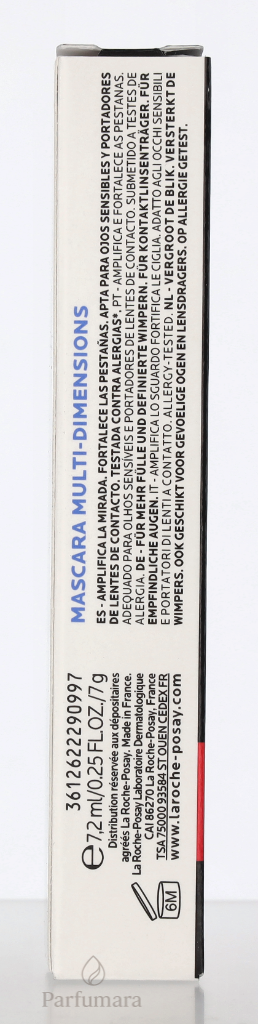 MASCARA MULTI-DIMENSIONS
ES - AMPLIFICA LA MIRADA. FORTALECE LAS PESTAÑAS. APTA PARA OJOS SENSIBLES Y PORTADORES
DE LENTES DE CONTACTO. TESTADA CONTRA ALERGIAS*. PT - AMPLIFICA E FORTALECE AS PESTANAS.
ADEQUADO PARA OLHOS SENSÍVEIS E PORTADORES DE LENTES DE CONTACTO. SUBMETIDO A TESTES DE
ALERGIA. DE - FÜR MEHR FÜLLE UND DEFINIERTE WIMPERN. FÜR KONTAKTLINSENTRÄGER. FÜR
EMPFINDLICHE AUGEN. IT - AMPLIFICA LO SGUARDO FORTIFICA LE CIGLIA. ADATTO AGLI OCCHI SENSIBILI
E PORTATORI DI LENTI A CONTATTO. ALLERGY-TESTED. NL - VERGROOT DE BLIK. VERSTERKT DE
WIMPERS. OOK GESCHIKT VOOR GEVOELIGE OGEN EN LENSDRAGERS. OP ALLERGIE GETEST.
3612622290997
e 7,2 ml/0.25 FL.OZ./7 g
Distribution réservée aux dépositaires
agréés La Roche-Posay. Made in France.
La Roche-Posay Laboratoire Dermatologique
CAI 86270 La Roche-Posay, France
TSA 75000 93584 ST OUEN CEDEX FR
www.laroche-posay.com
6M
Parfumara